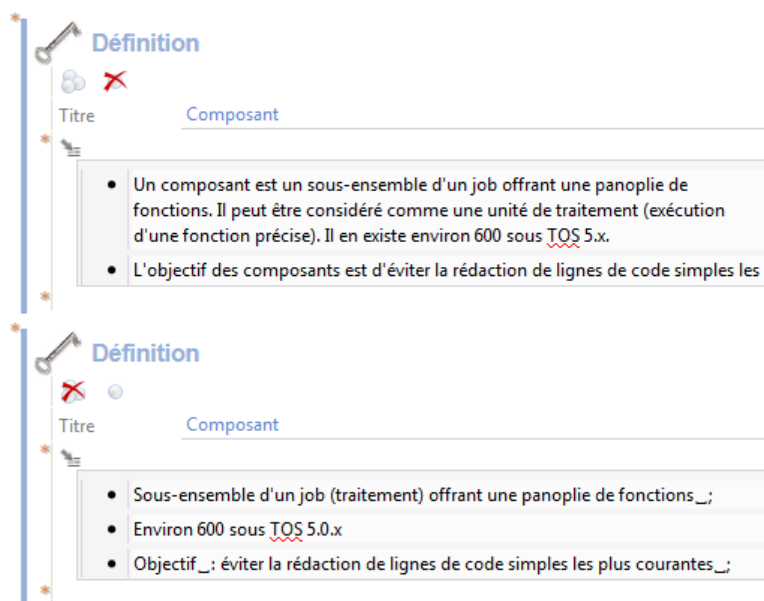 Définition
Titre Composant
• Un composant est un sous-ensemble d'un job offrant une panoplie de
fonctions. Il peut être considéré comme une unité de traitement (exécution
d'une fonction précise). Il en existe environ 600 sous TOS 5.x.
• L'objectif des composants est d'éviter la rédaction de lignes de code simples les
Définition
Titre Composant
• Sous-ensemble d'un job (traitement) offrant une panoplie de fonctions ;
• Environ 600 sous TOS 5.0.x
• Objectif : éviter la rédaction de lignes de code simples les plus courantes ;